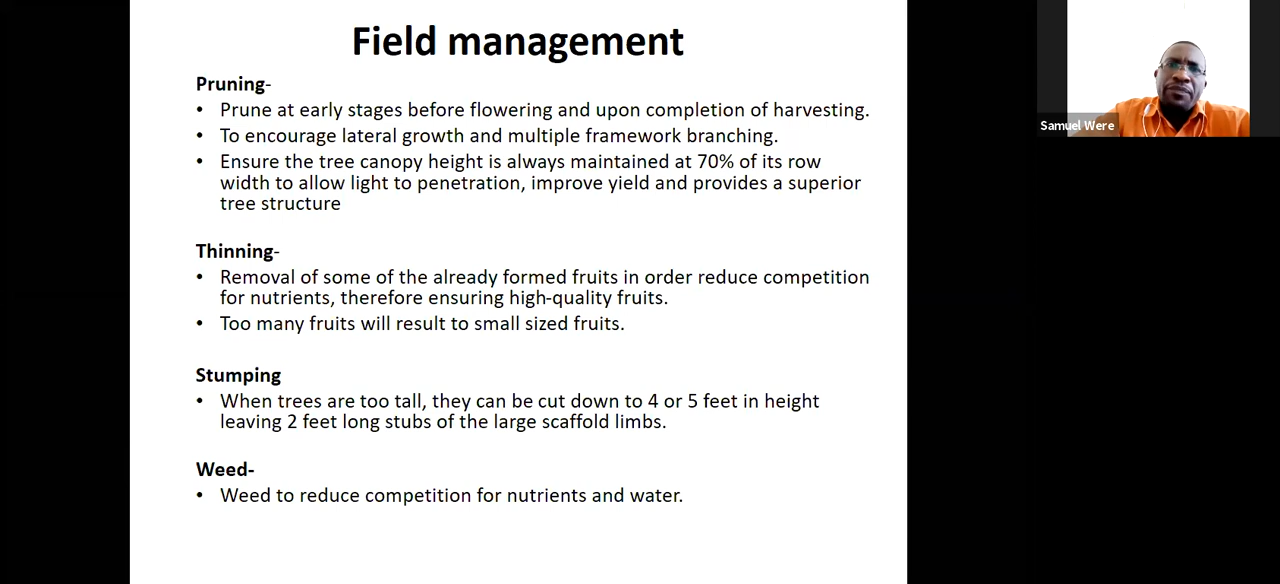 Field management
Pruning-
• Prune at early stages before flowering and upon completion of harvesting.
• To encourage lateral growth and multiple framework branching.
• Ensure the tree canopy height is always maintained at 70% of its row
width to allow light to penetration, improve yield and provides a superior
tree structure
Thinning-
• Removal of some of the already formed fruits in order reduce competition
for nutrients, therefore ensuring high-quality fruits.
• Too many fruits will result to small sized fruits.
Stumping
• When trees are too tall, they can be cut down to 4 or 5 feet in height
leaving 2 feet long stubs of the large scaffold limbs.
Weed-
• Weed to reduce competition for nutrients and water.
Samuel Were